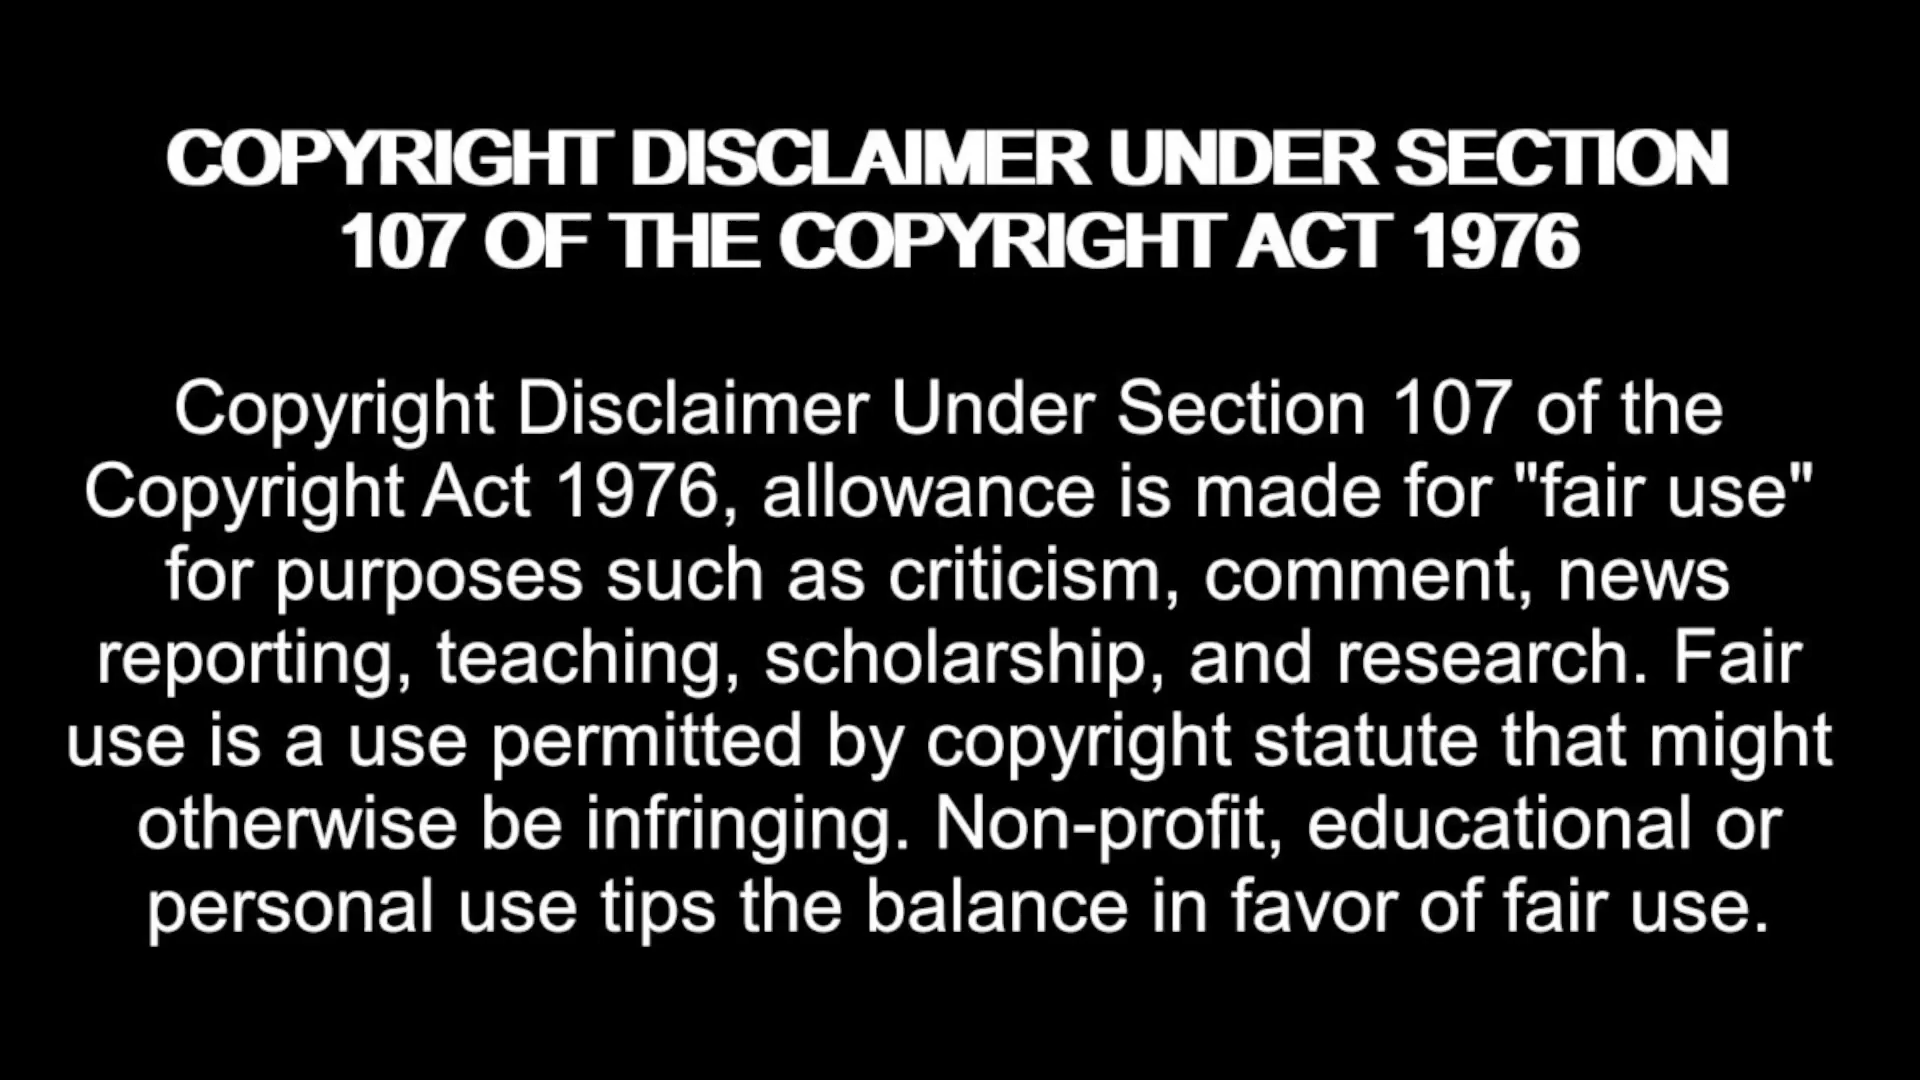 COPYRIGHT DISCLAIMER UNDER SECTION
107 OF THE COPYRIGHT ACT 1976
Copyright Disclaimer Under Section 107 of the
Copyright Act 1976, allowance is made for "fair use"
for purposes such as criticism, comment, news
reporting, teaching, scholarship, and research. Fair
use is a use permitted by copyright statute that might
otherwise be infringing. Non-profit, educational or
personal use tips the balance in favor of fair use.